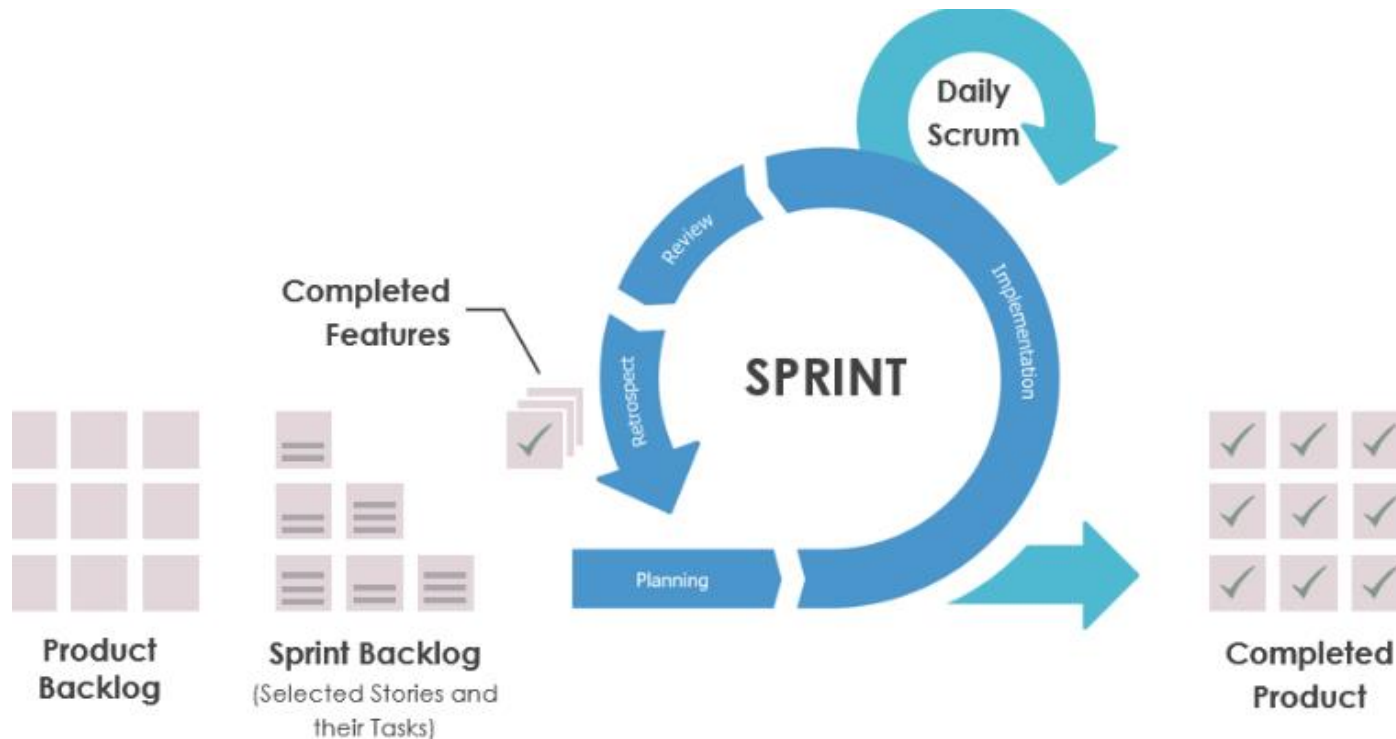 Daily
Scrum
Review
Implementation
Completed
Features
SPRINT
Retrospect
Planning
Product
Backlog
Sprint Backlog
(Selected Stories and
their Tasks)
Completed
Product